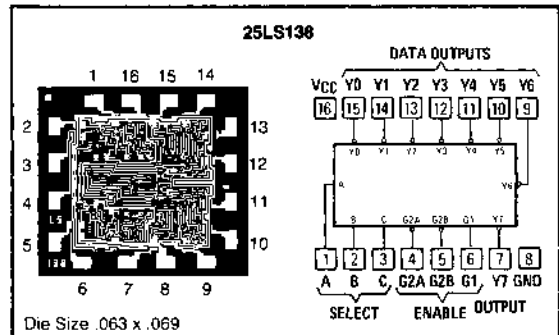 25LS138
1 16 15 14
2 13
3 12
4 11
5 10
6 7 8 9
LS
138
Die Size .063 x .069
DATA OUTPUTS
VCC Y0 Y1 Y2 Y3 Y4 Y5 Y6
16 15 14 13 12 11 10 9
Y0 Y1 Y2 Y3 Y4 Y5
A Y6
B C G2A G2B G1 Y7
1 2 3 4 5 6 7 8
A B C G2A G2B G1 Y7 GND
SELECT ENABLE OUTPUT